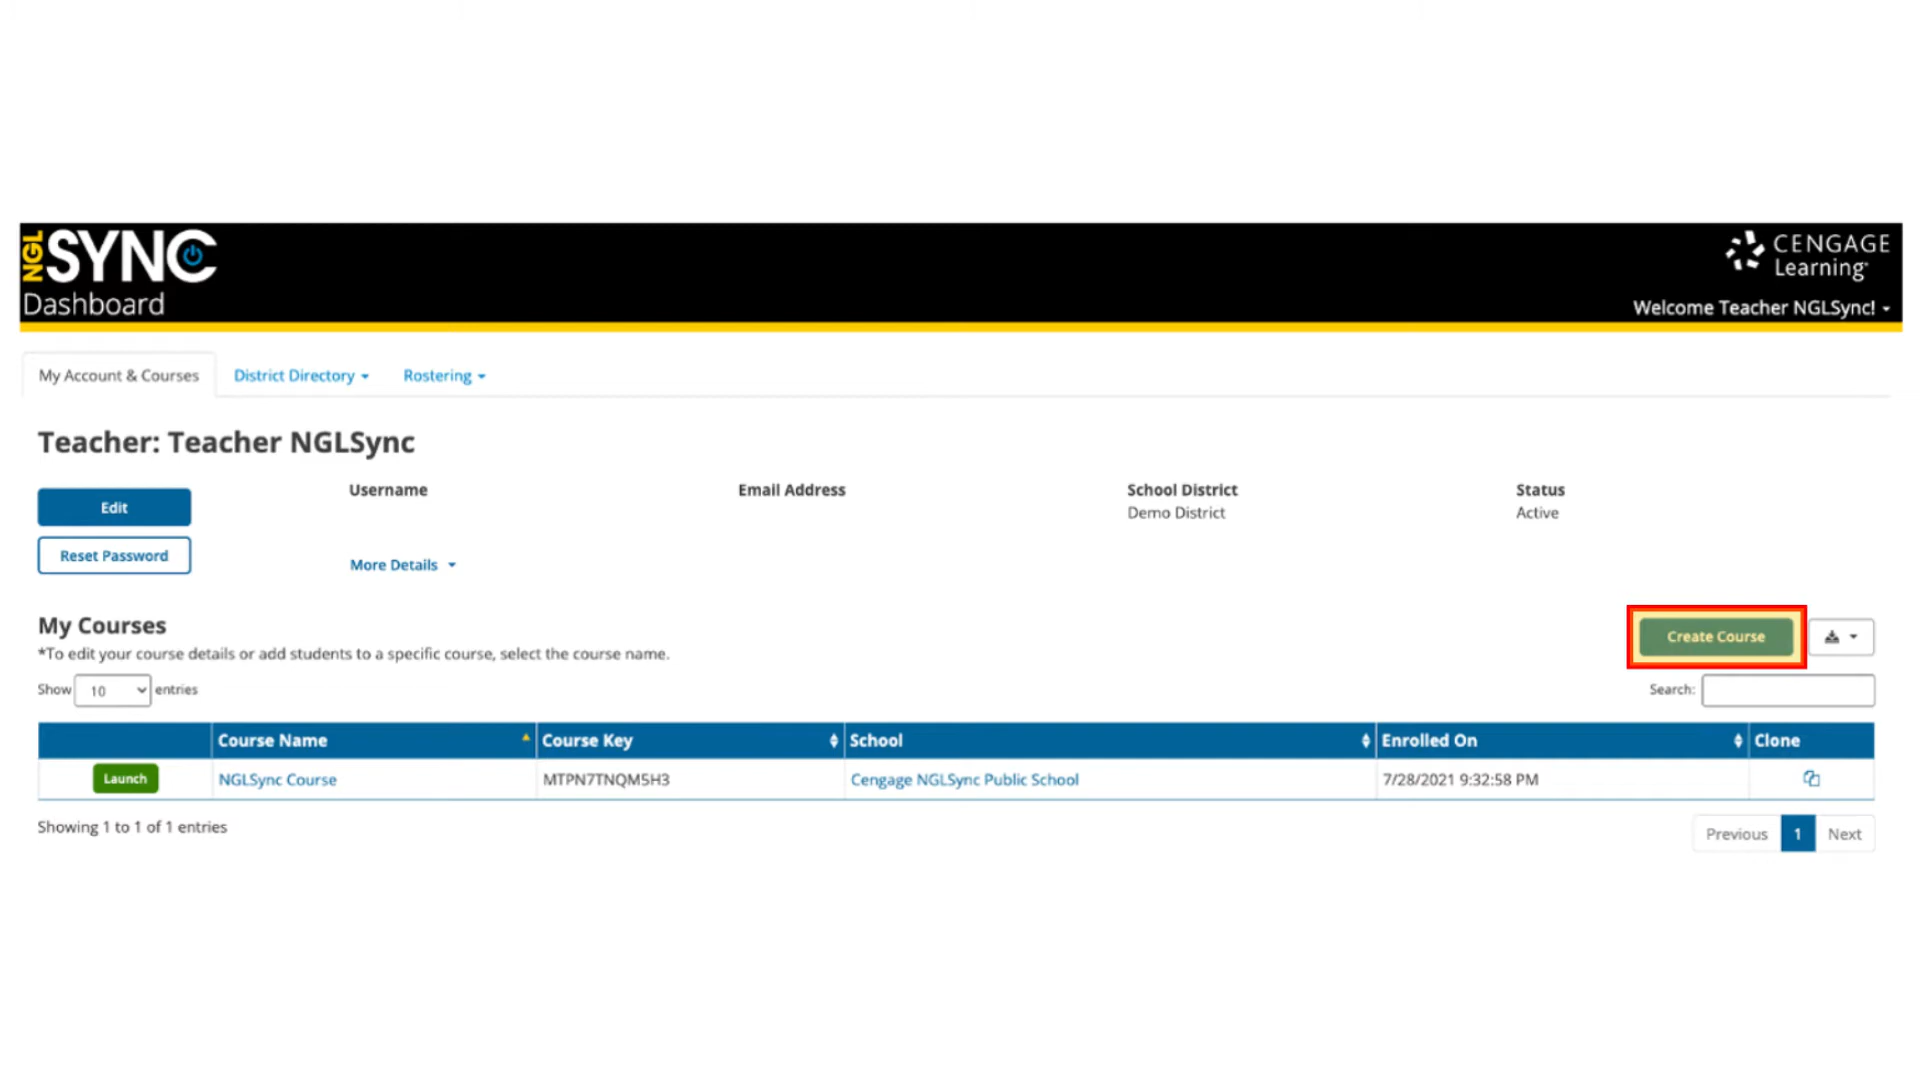 NGL SYNC
Dashboard
CENGAGE
Learning
Welcome Teacher NGLSync!
My Account & Courses District Directory Rostering
Teacher: Teacher NGLSync
Edit Username Email Address School District Status
Demo District Active
Reset Password More Details
My Courses Create Course
*To edit your course details or add students to a specific course, select the course name.
Show 10 entries Search:
Course Name Course Key School Enrolled On Clone
Launch NGLSync Course MTPN7TNQM5H3 Cengage NGLSync Public School 7/28/2021 9:32:58 PM
Showing 1 to 1 of 1 entries Previous 1 Next